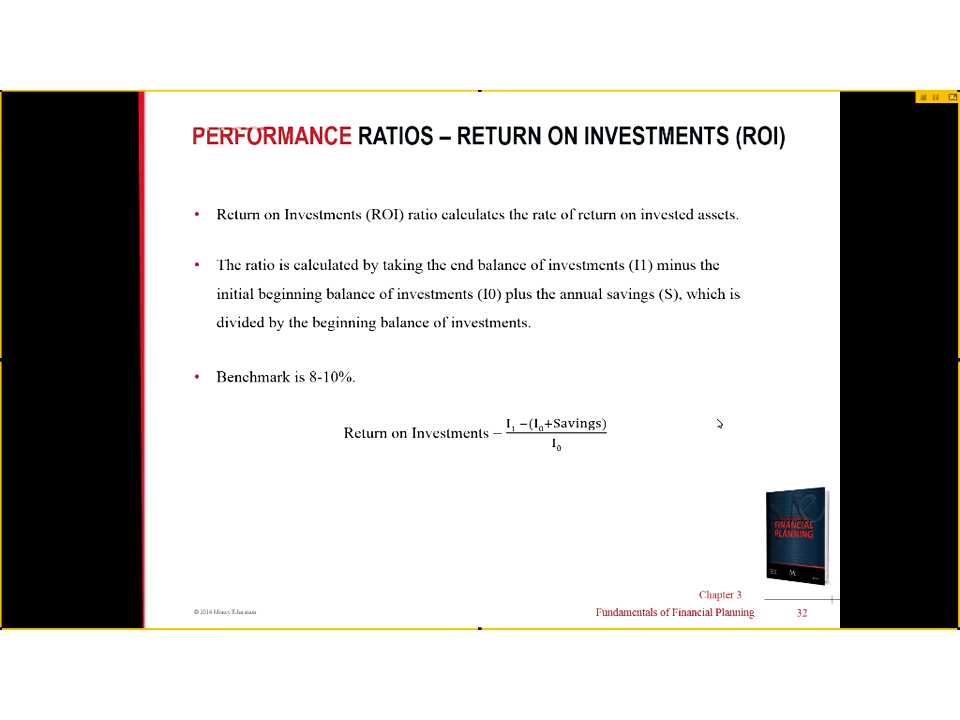 PERFORMANCE RATIOS – RETURN ON INVESTMENTS (ROI)
• Return on Investments (ROI) ratio calculates the rate of return on invested assets.
• The ratio is calculated by taking the end balance of investments (I1) minus the
initial beginning balance of investments (I0) plus the annual savings (S), which is
divided by the beginning balance of investments.
• Benchmark is 8-10%.
I₁ −(I₀+Savings)
Return on Investments =
I₀
FINANCIAL
PLANNING
Chapter 3
Fundamentals of Financial Planning 32
© 2014 Money Education